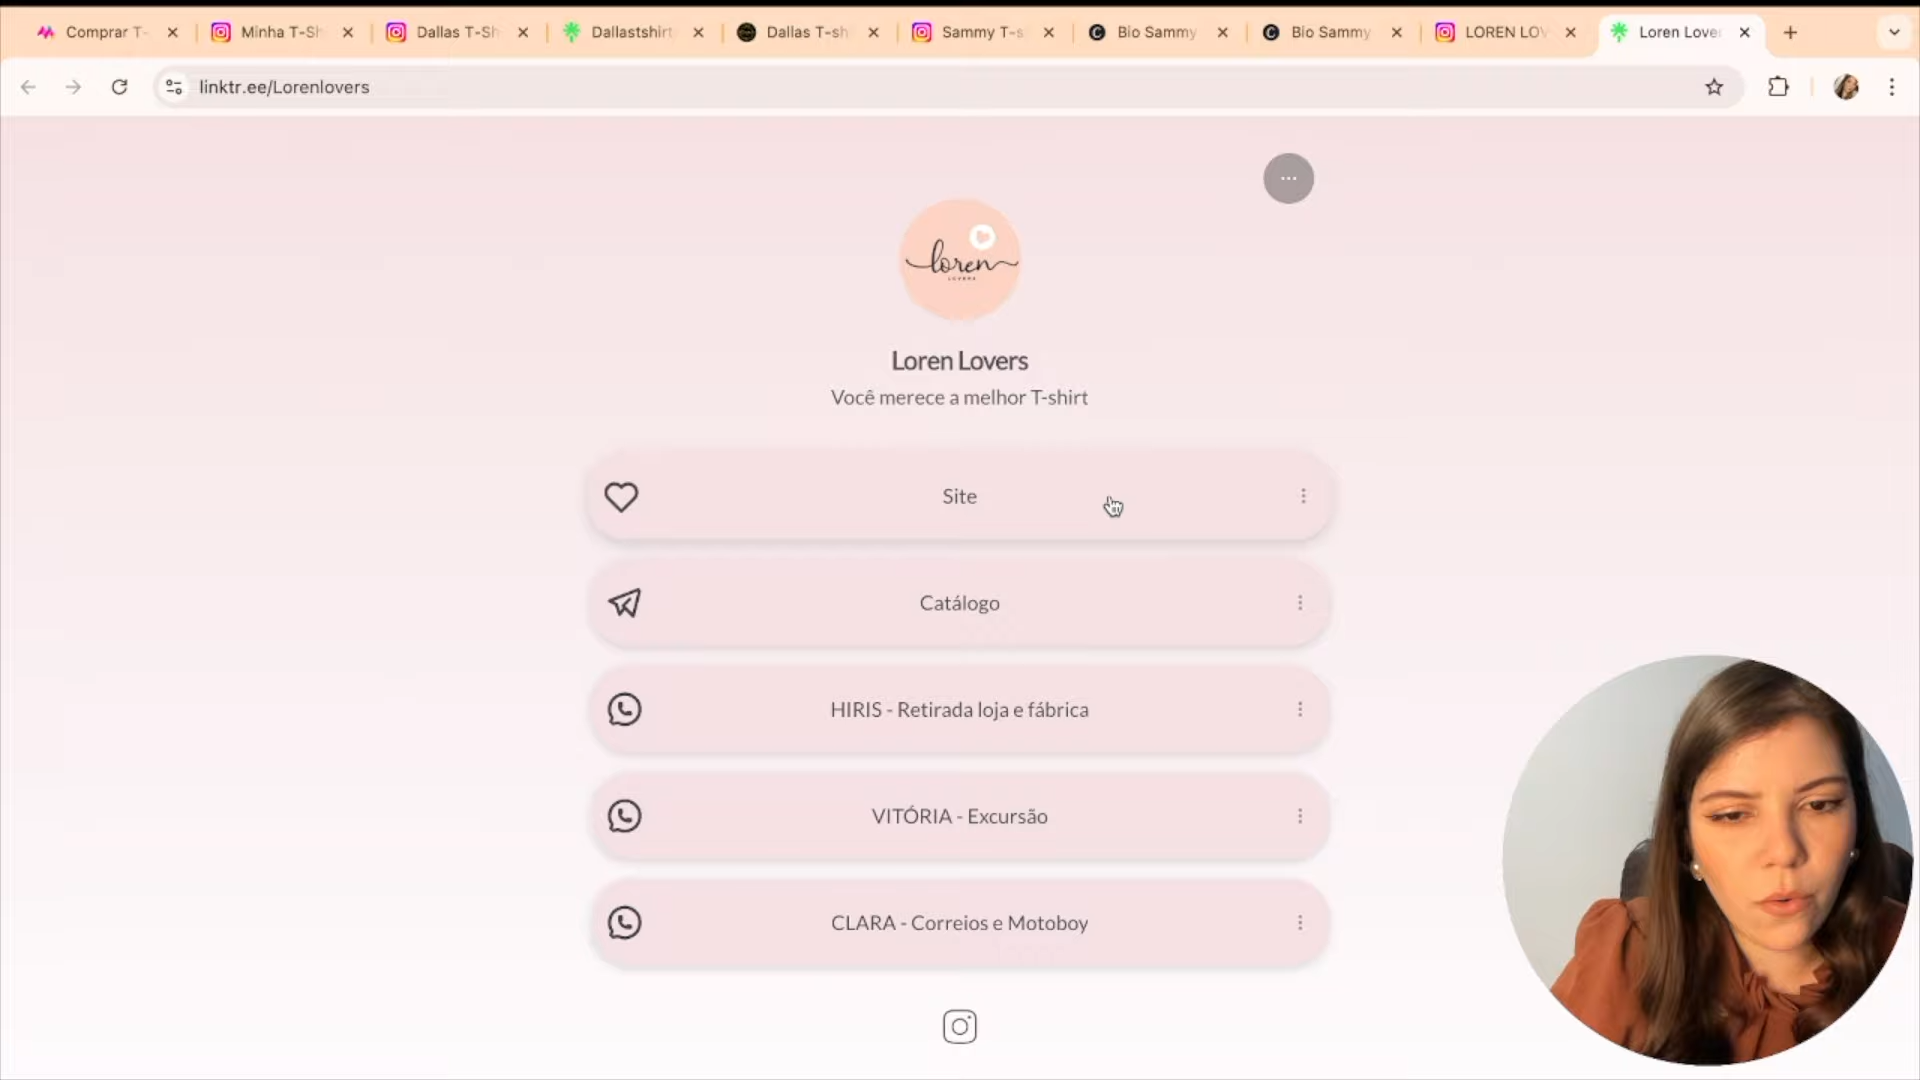 Comprar T-
Minha T-Sh
Dallas T-Sh
Dallastshirt
Dallas T-sh
Sammy T-s
Bio Sammy
Bio Sammy
LOREN LOV
Loren Love
linktr.ee/Lorenlovers
loren
LOVERS
Loren Lovers
Você merece a melhor T-shirt
Site
Catálogo
HIRIS - Retirada loja e fábrica
VITÓRIA - Excursão
CLARA - Correios e Motoboy